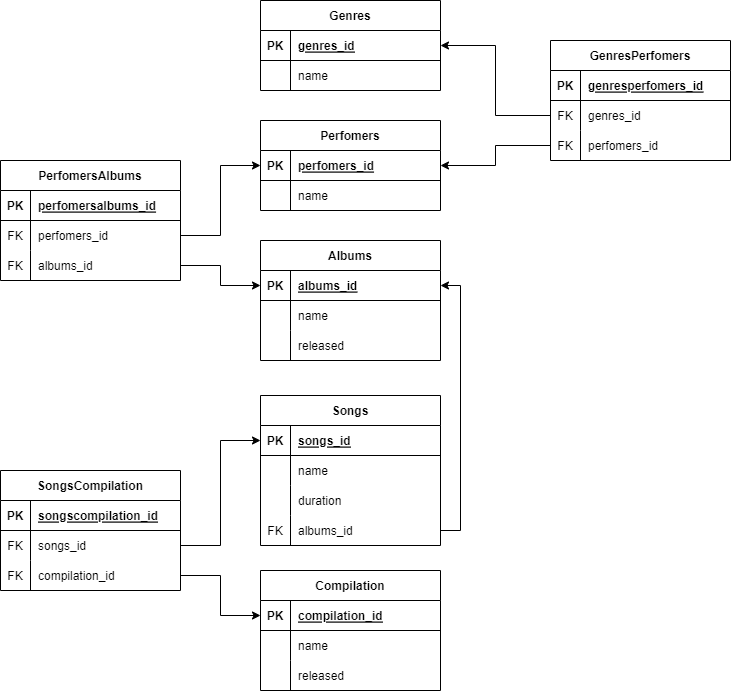 Genres
PK genres_id
name
GenresPerfomers
PK genresperfomers_id
FK genres_id
FK perfomers_id
Perfomers
PK perfomers_id
name
PerfomersAlbums
PK perfomersalbums_id
FK perfomers_id
FK albums_id
Albums
PK albums_id
name
released
Songs
PK songs_id
name
duration
FK albums_id
SongsCompilation
PK songscompilation_id
FK songs_id
FK compilation_id
Compilation
PK compilation_id
name
released